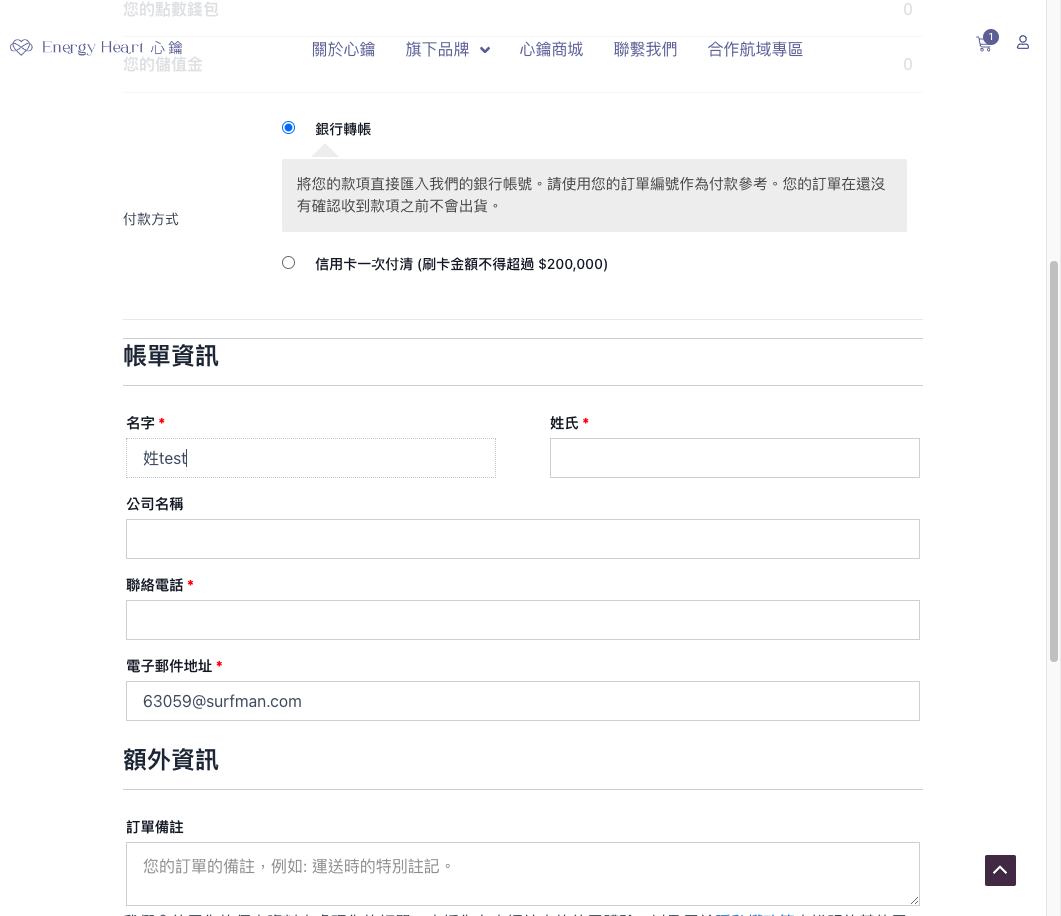 您的點數錢包 0
Energy Heart 心鑰 關於心鑰 旗下品牌 心鑰商城 聯繫我們 合作航域專區 1
您的儲值金 0
銀行轉帳
將您的款項直接匯入我們的銀行帳號。請使用您的訂單編號作為付款參考。您的訂單在還沒
有確認收到款項之前不會出貨。
付款方式
信用卡一次付清 (刷卡金額不得超過 $200,000)
帳單資訊
名字 * 姓氏 *
姓test
公司名稱
聯絡電話 *
電子郵件地址 *
63059@surfman.com
額外資訊
訂單備註
您的訂單的備註，例如: 運送時的特別註記。